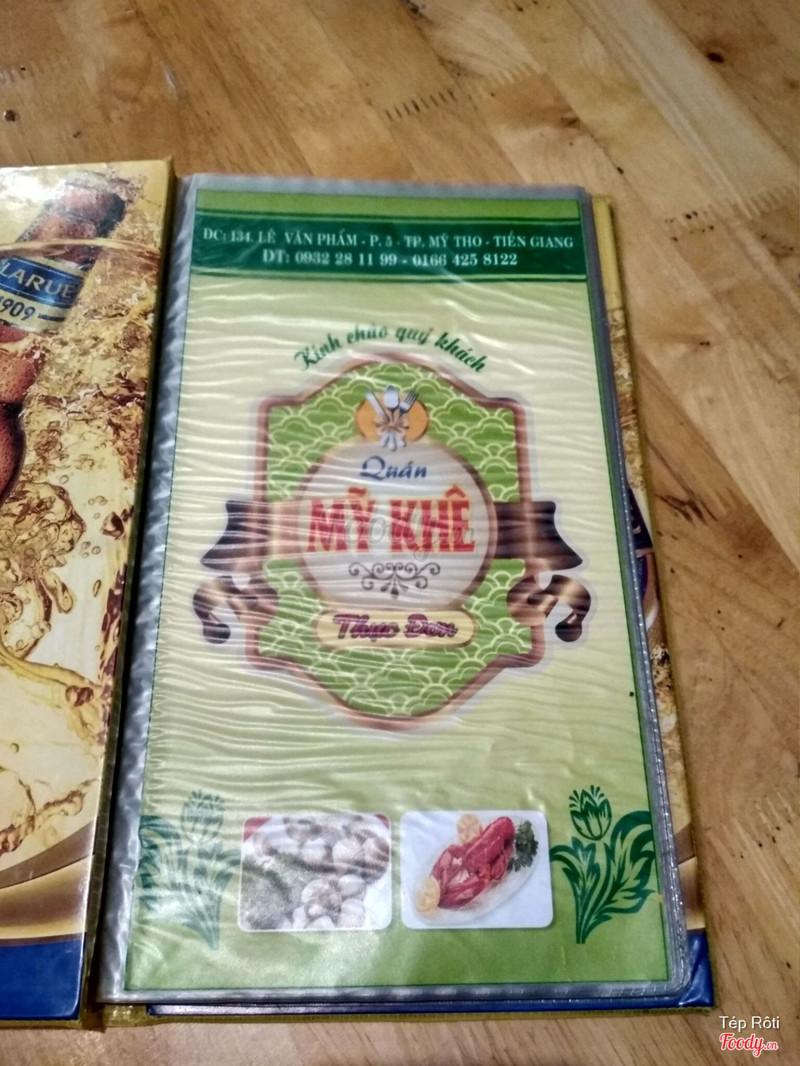 LARUE
1909
ĐC: 134. LÊ VĂN PHẨM - P. 5 - TP. MỸ THO - TIỀN GIANG
ĐT: 0932 28 11 99 - 0166 425 8122
Kính chào quý khách
Quán
MỸ KHÊ
Thực Đơn
Tép Rôti
Foody.vn